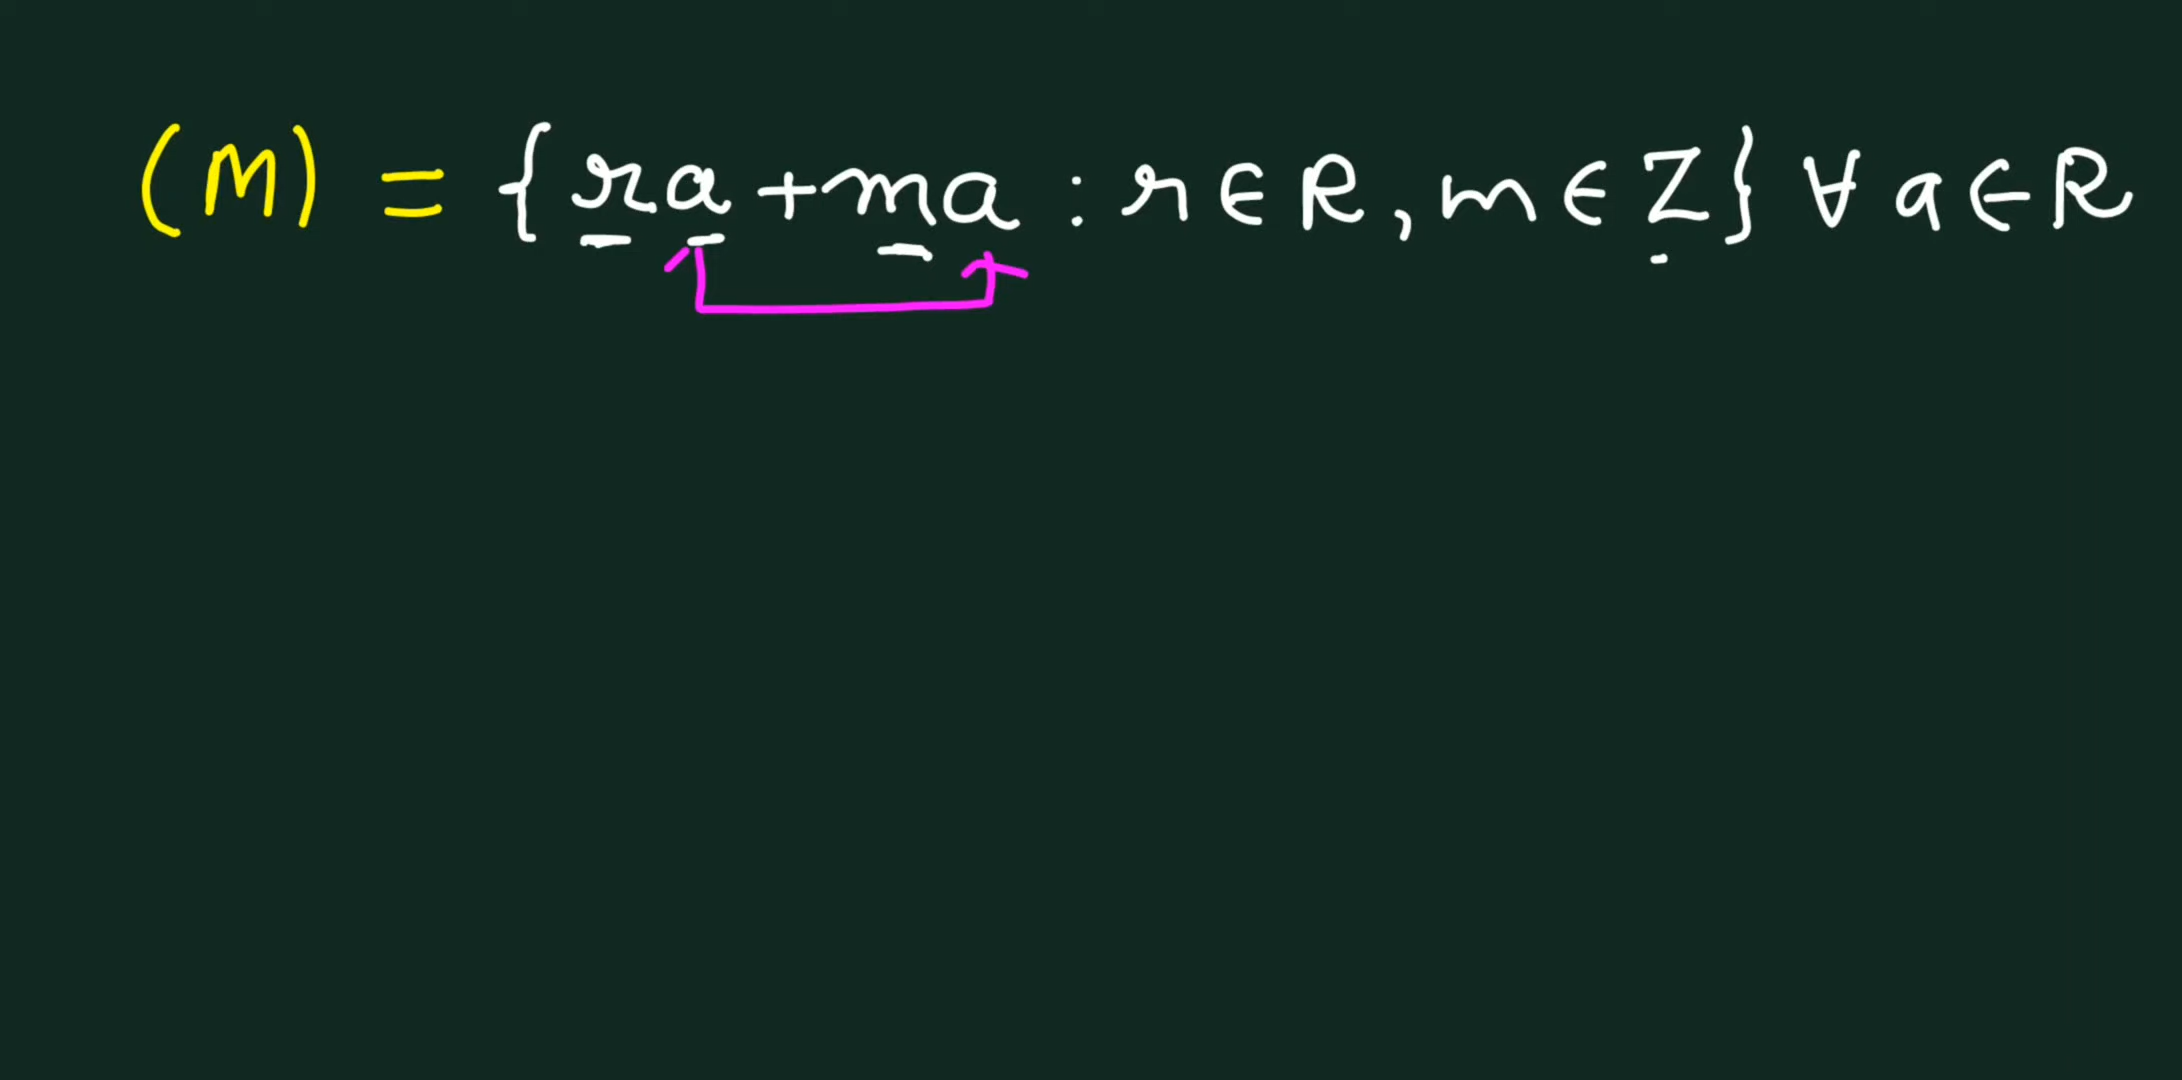 (M) = {ra + ma : r ∈ R, m ∈ Z} ∀ a ∈ R